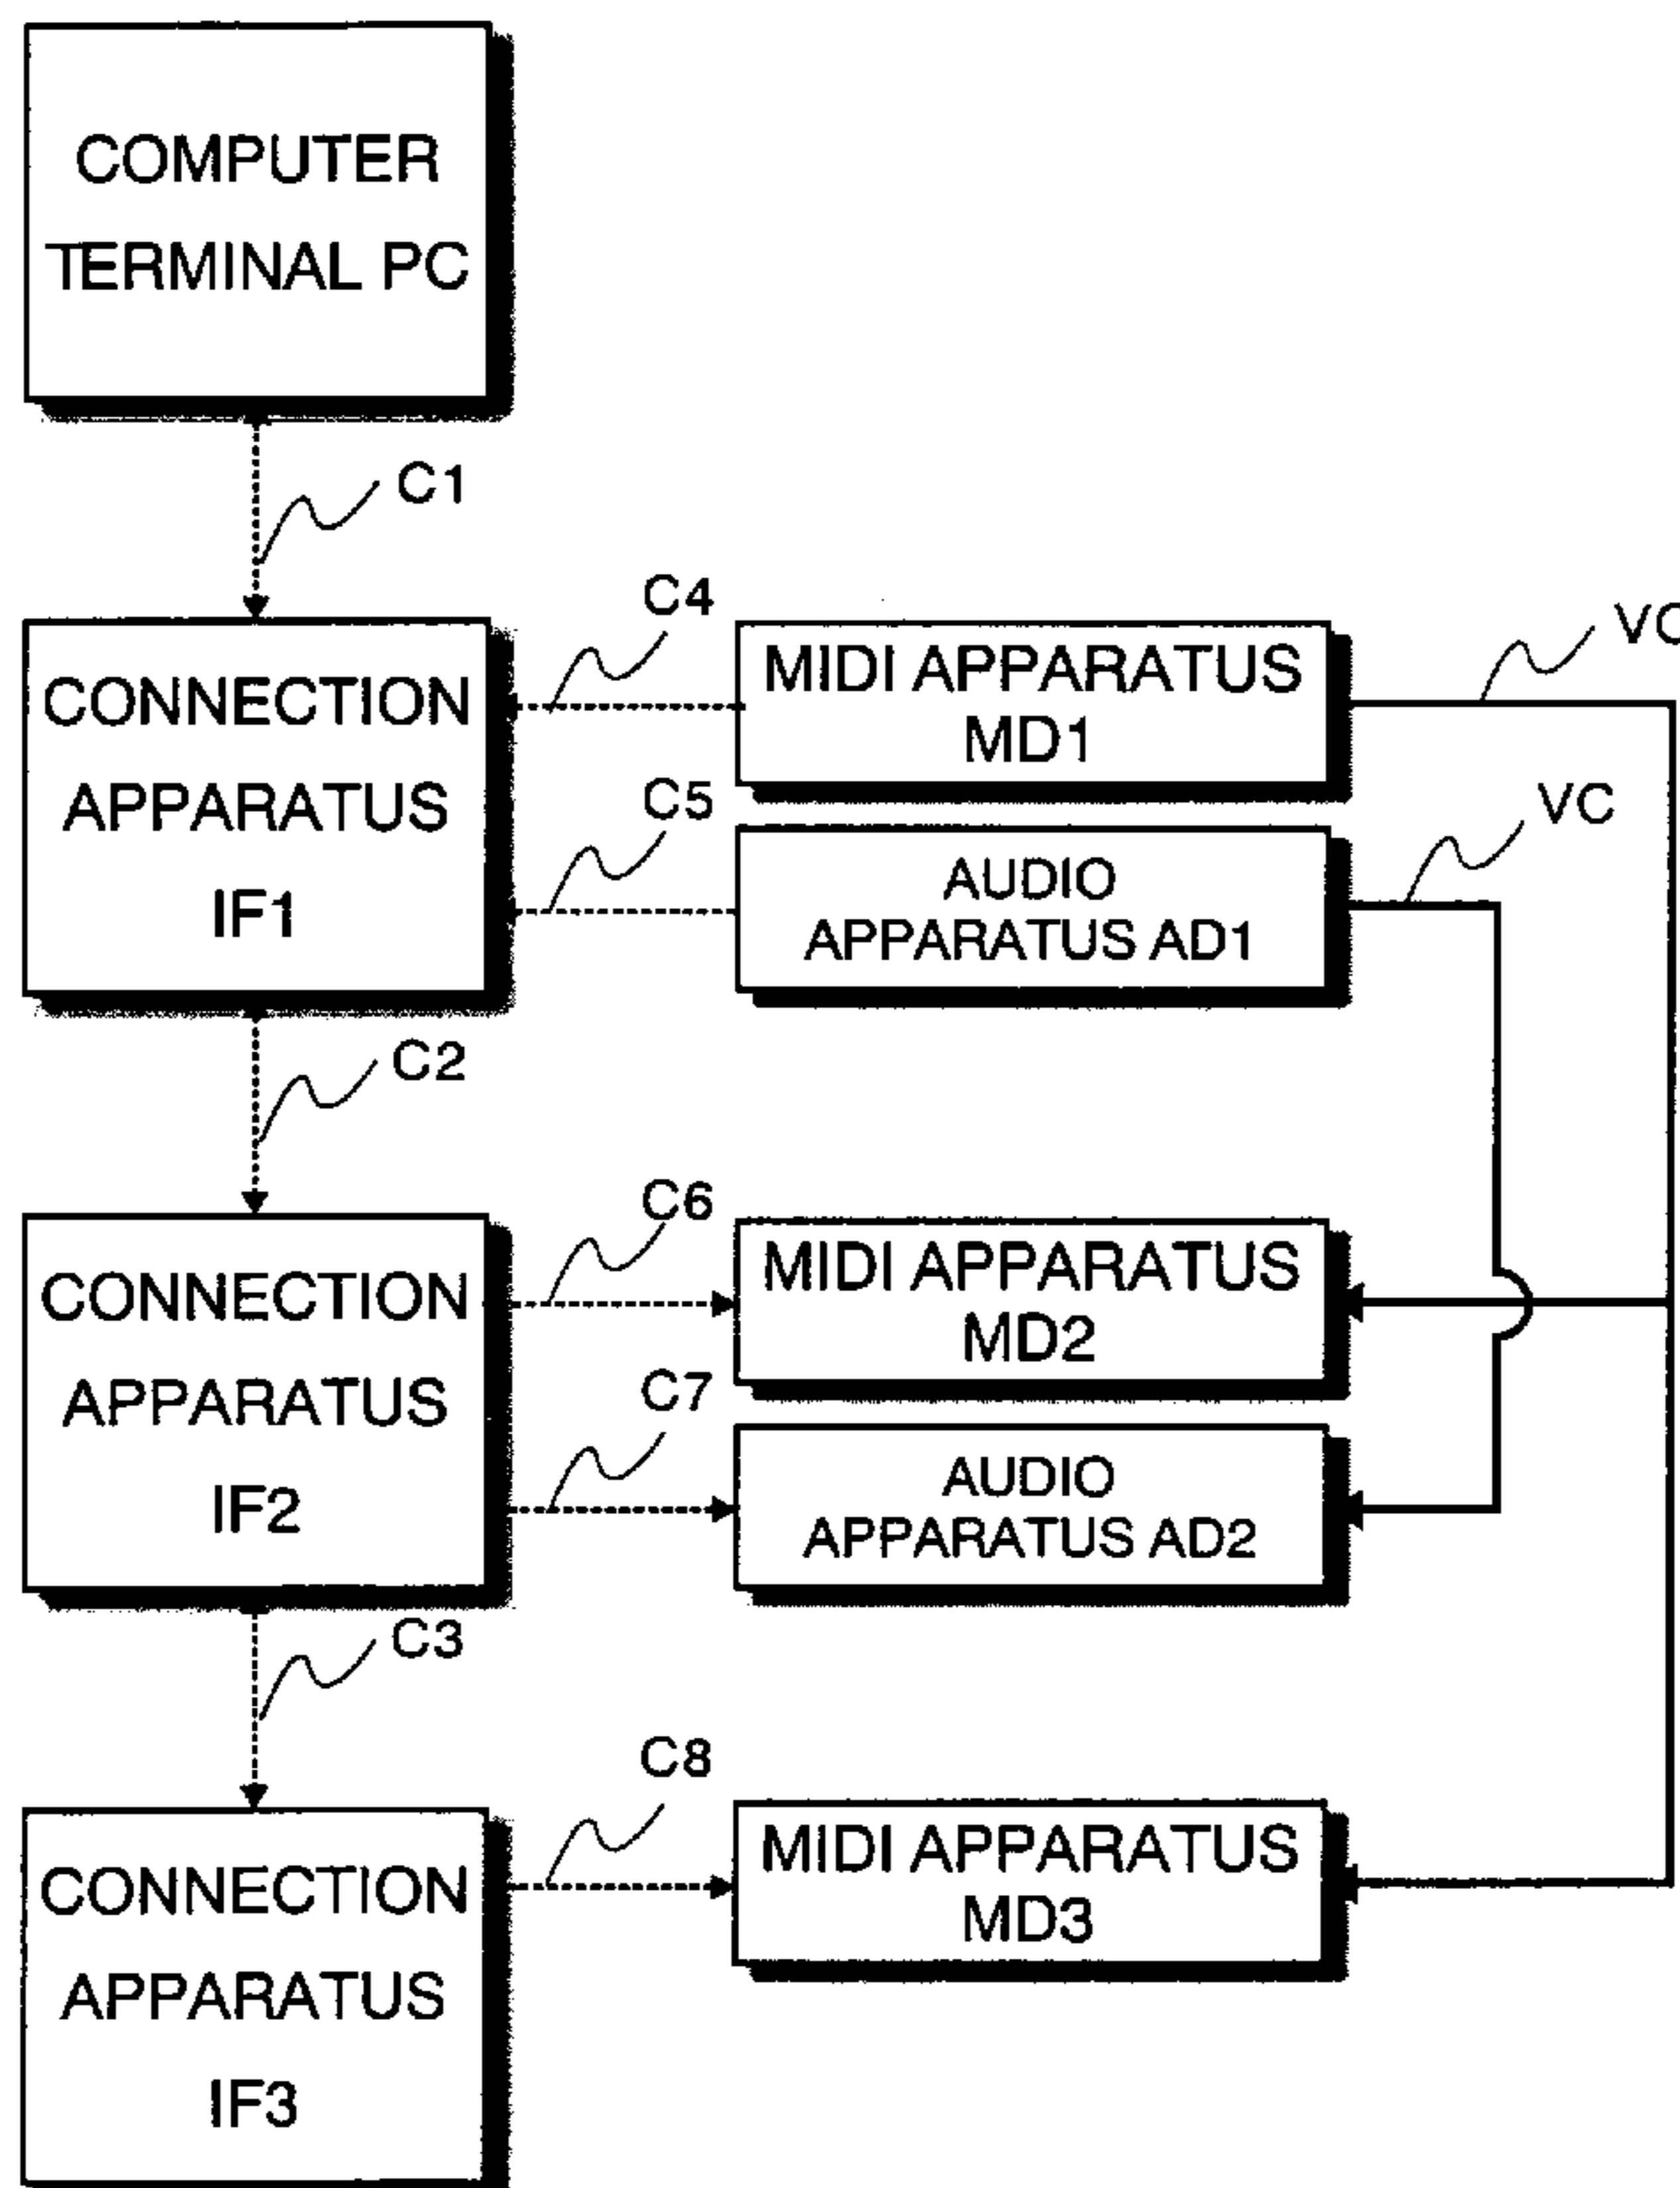 COMPUTER
TERMINAL PC
C1
C4
VC
CONNECTION
APPARATUS
IF1
MIDI APPARATUS
MD1
C5
VC
AUDIO
APPARATUS AD1
C2
C6
CONNECTION
APPARATUS
IF2
MIDI APPARATUS
MD2
C7
AUDIO
APPARATUS AD2
C3
C8
CONNECTION
APPARATUS
IF3
MIDI APPARATUS
MD3